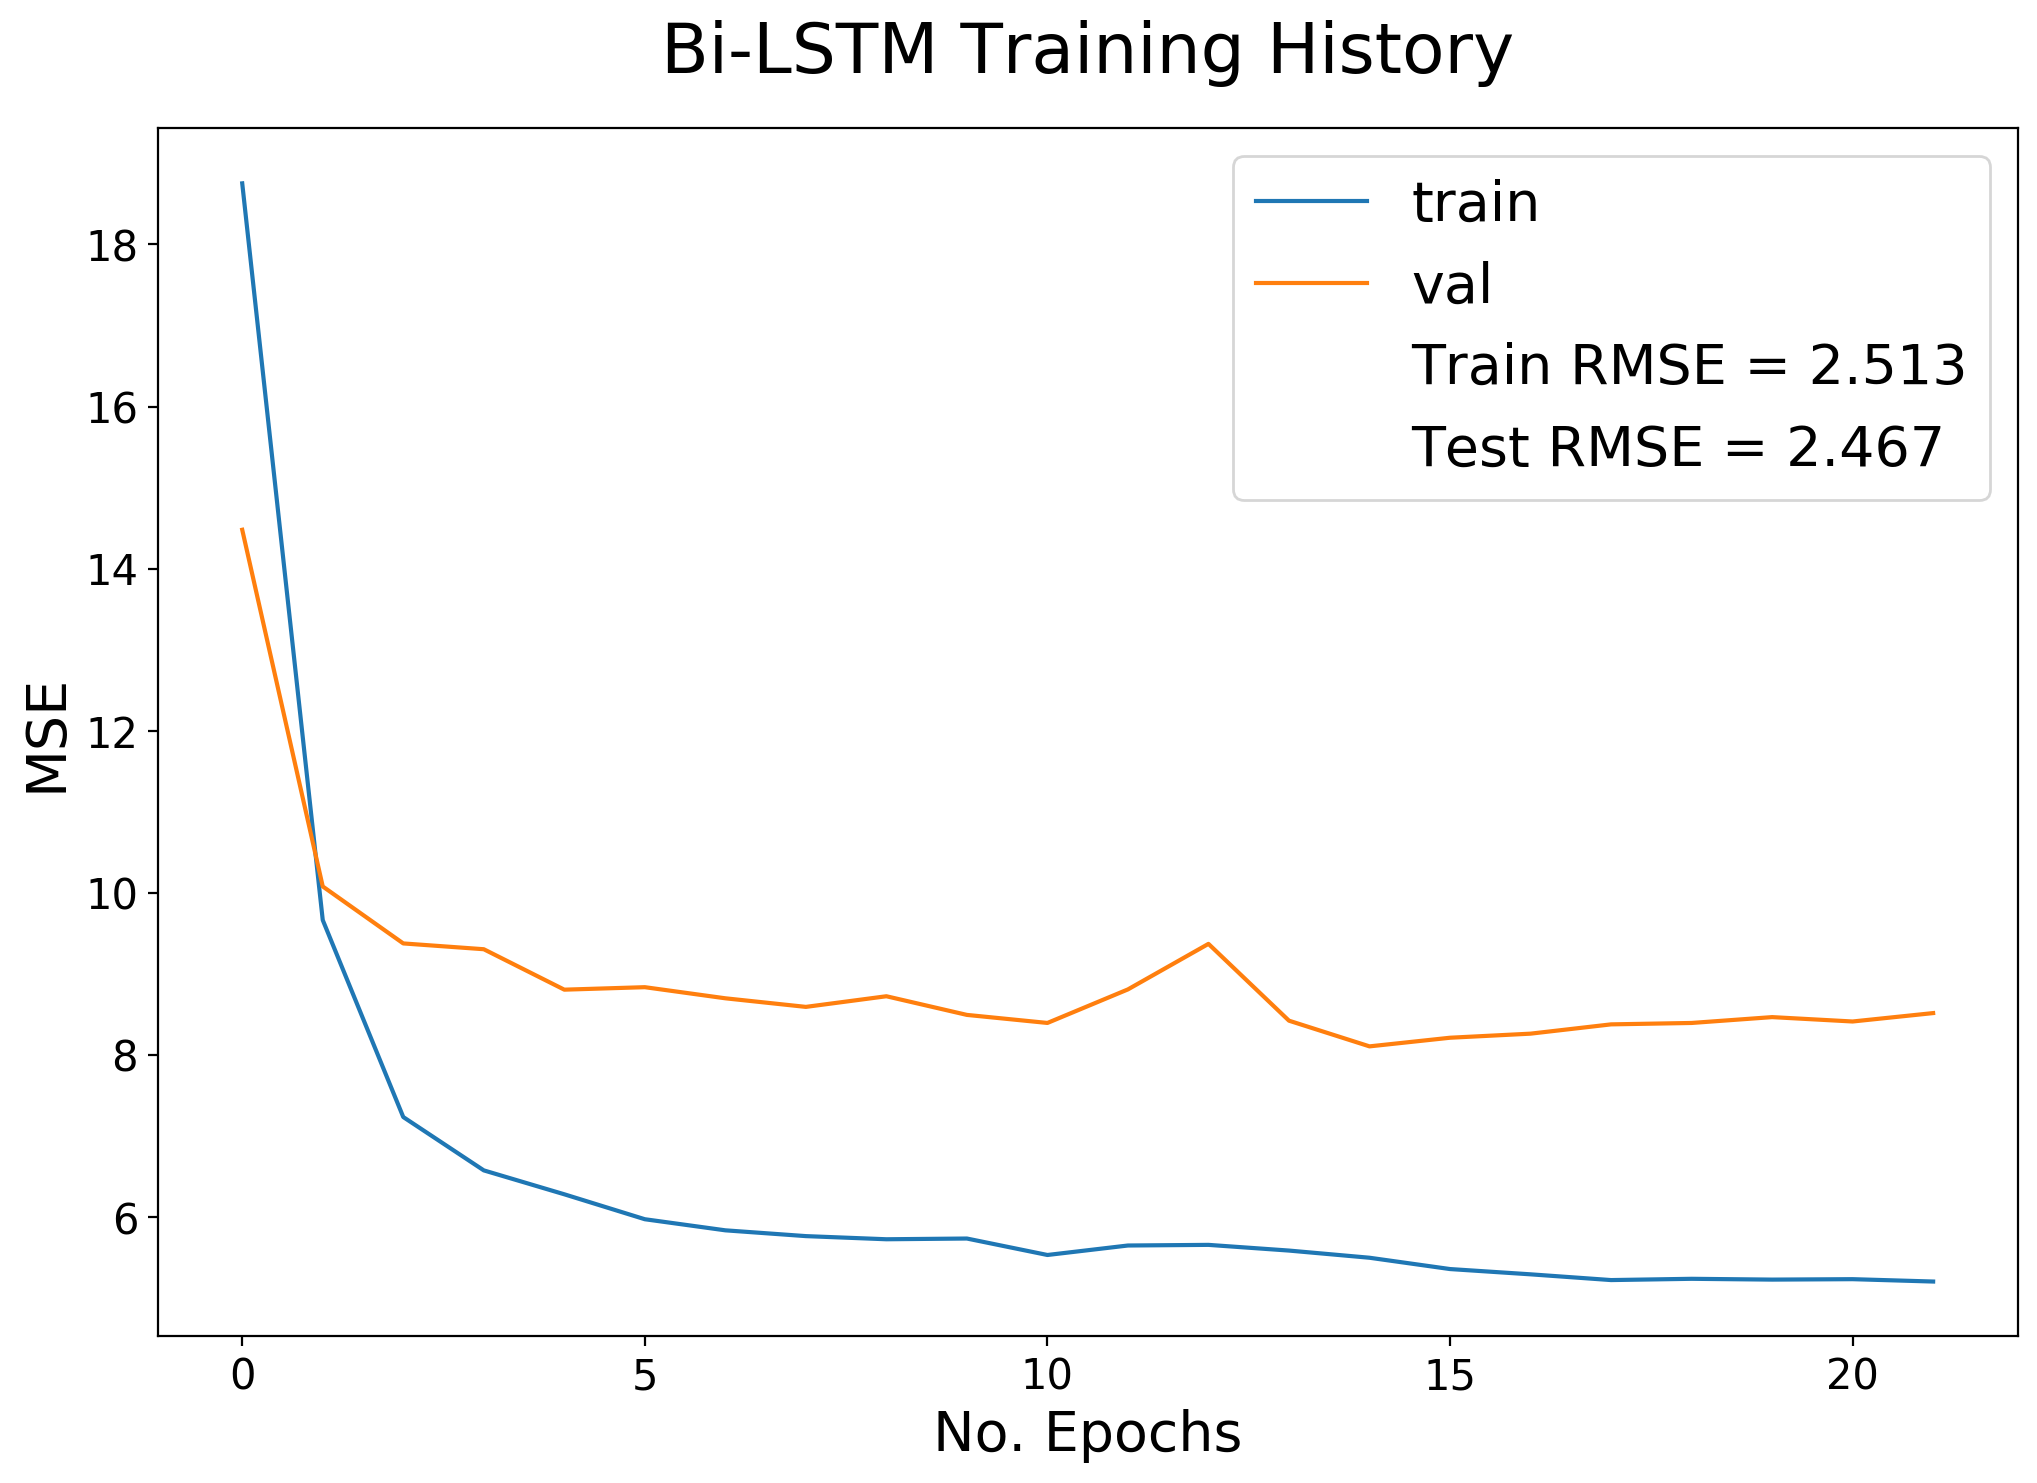 Bi-LSTM Training History
train
val
Train RMSE = 2.513
Test RMSE = 2.467
MSE
18
16
14
12
10
8
6
0 5 10 15 20
No. Epochs